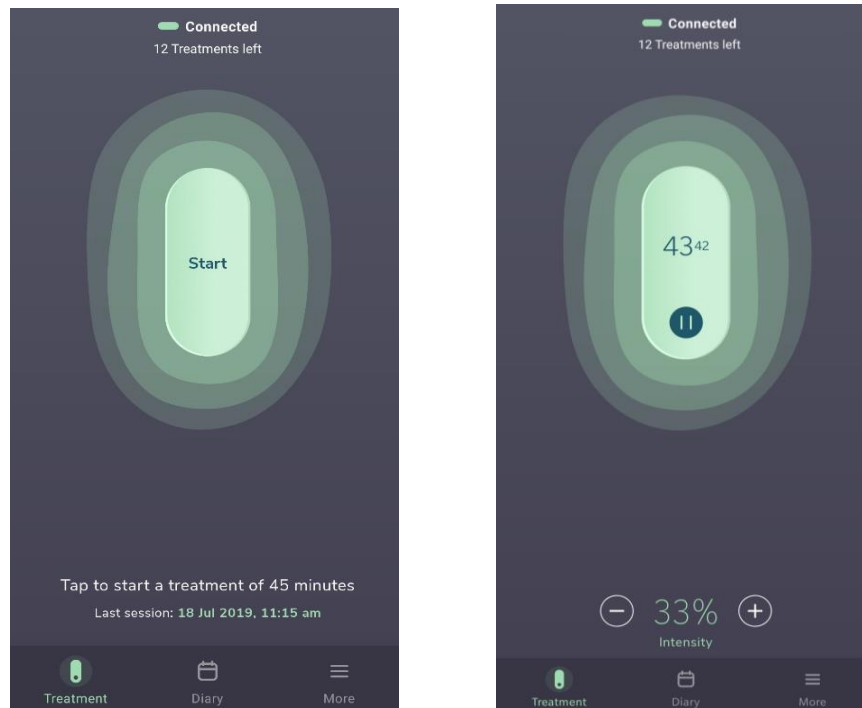 Connected
12 Treatments left
Start
Tap to start a treatment of 45 minutes
Last session: 18 Jul 2019, 11:15 am
Treatment
Diary
More
Connected
12 Treatments left
43 42
33%
Intensity
Treatment
Diary
More